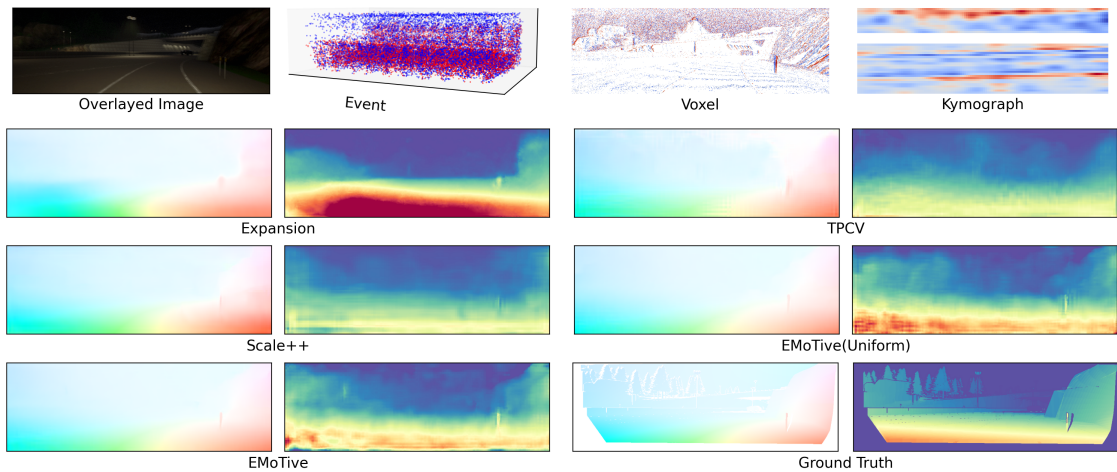 Overlayed Image
Event
Voxel
Kymograph
Expansion
TPCV
Scale++
EMoTive(Uniform)
EMoTive
Ground Truth